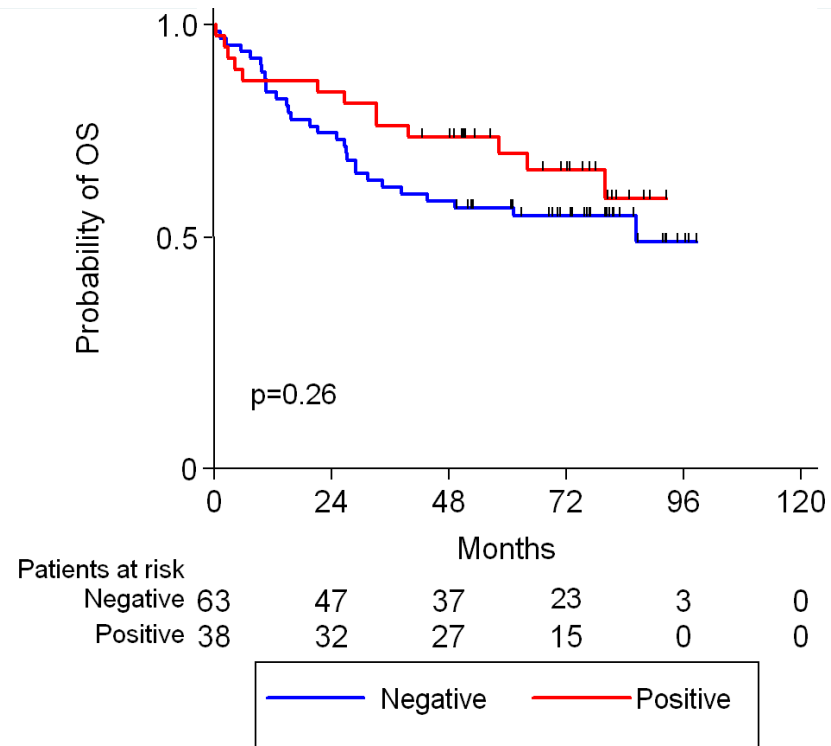 1.0
Probability of OS
0.5
p=0.26
0
0 24 48 72 96 120
Months
Patients at risk
Negative 63 47 37 23 3 0
Positive 38 32 27 15 0 0
Negative Positive